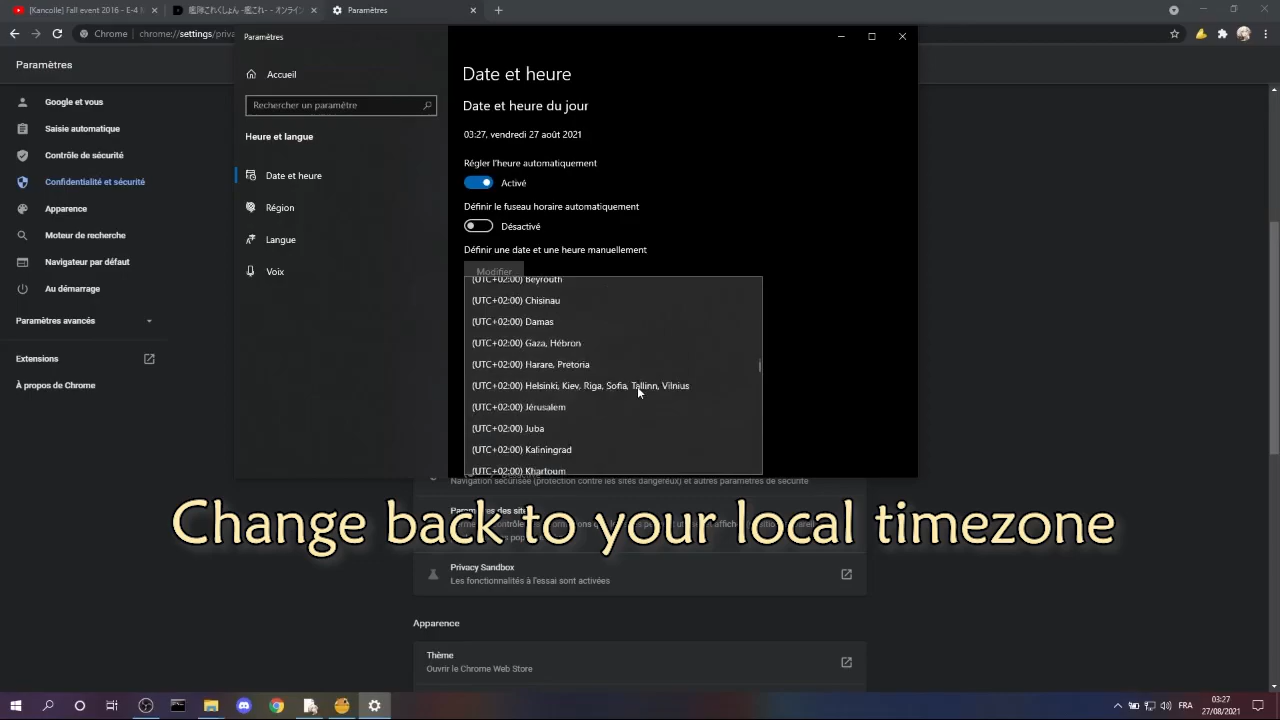 [Kancolle] Fall event 2016 - E-4
艦隊これくしょん -艦これ- - オンライン
Paramètres
Chrome
chrome://settings/priva
Paramètres
Google et vous
Saisie automatique
Contrôle de sécurité
Confidentialité et sécurité
Apparence
Moteur de recherche
Navigateur par défaut
Au démarrage
Paramètres avancés
Extensions
À propos de Chrome
Paramètres
Accueil
Rechercher un paramètre
Heure et langue
Date et heure
Région
Langue
Voix
Date et heure
Date et heure du jour
03:27, vendredi 27 août 2021
Régler l'heure automatiquement
Activé
Définir le fuseau horaire automatiquement
Désactivé
Définir une date et une heure manuellement
Modifier
(UTC+02:00) Beyrouth
(UTC+02:00) Chisinau
(UTC+02:00) Damas
(UTC+02:00) Gaza, Hébron
(UTC+02:00) Harare, Pretoria
(UTC+02:00) Helsinki, Kiev, Riga, Sofia, Tallinn, Vilnius
(UTC+02:00) Jérusalem
(UTC+02:00) Juba
(UTC+02:00) Kaliningrad
(UTC+02:00) Khartoum
Navigation sécurisée (protection contre les sites dangereux) et autres paramètres de sécurité
Paramètres des sites
Change back to your local timezone
Privacy Sandbox
Les fonctionnalités à l'essai sont activées
Apparence
Thème
Ouvrir le Chrome Web Store
FRA
03:27
27/08/2021